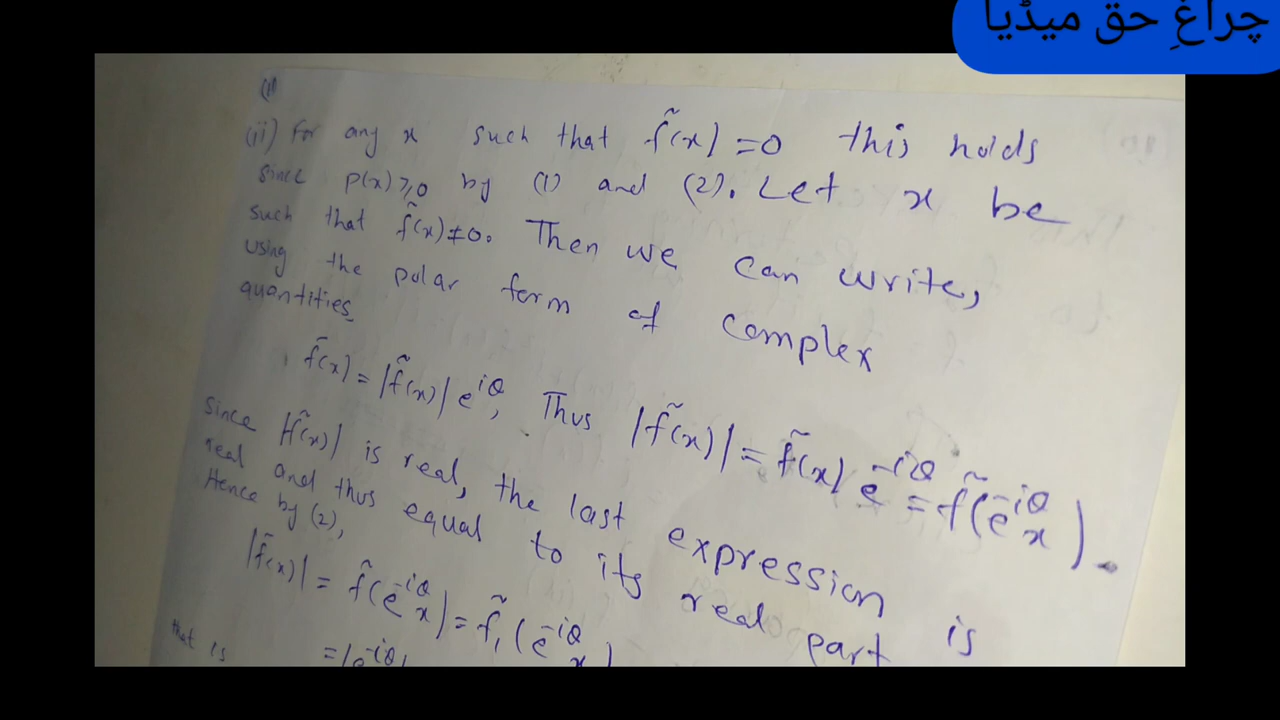 چراغِ حق میڈیا
(ii) For any x such that f̃(x) = 0 this holds
since p(x) ≥ 0 by (1) and (2). Let x be
such that f̃(x) ≠ 0. Then we can write,
using the polar form of complex
quantities
f̃(x) = |f̃(x)| e^{iθ}, Thus |f̃(x)| = f̃(x) e^{-iθ} = f̃(e^{-iθ} x).
Since |f̃(x)| is real, the last expression is
real and thus equal to its real part
Hence by (2),
|f̃(x)| = f̃(e^{-iθ} x) = f̃₁(e^{-iθ} x)
that is = |e^{-iθ}|